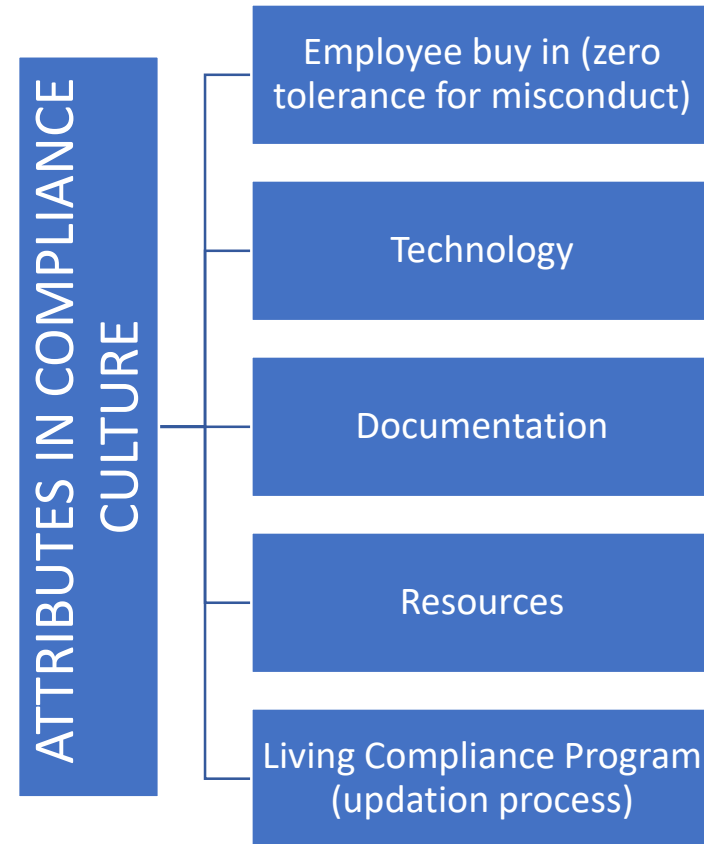 ATTRIBUTES IN COMPLIANCE
CULTURE
Employee buy in (zero
tolerance for misconduct)
Technology
Documentation
Resources
Living Compliance Program
(updation process)